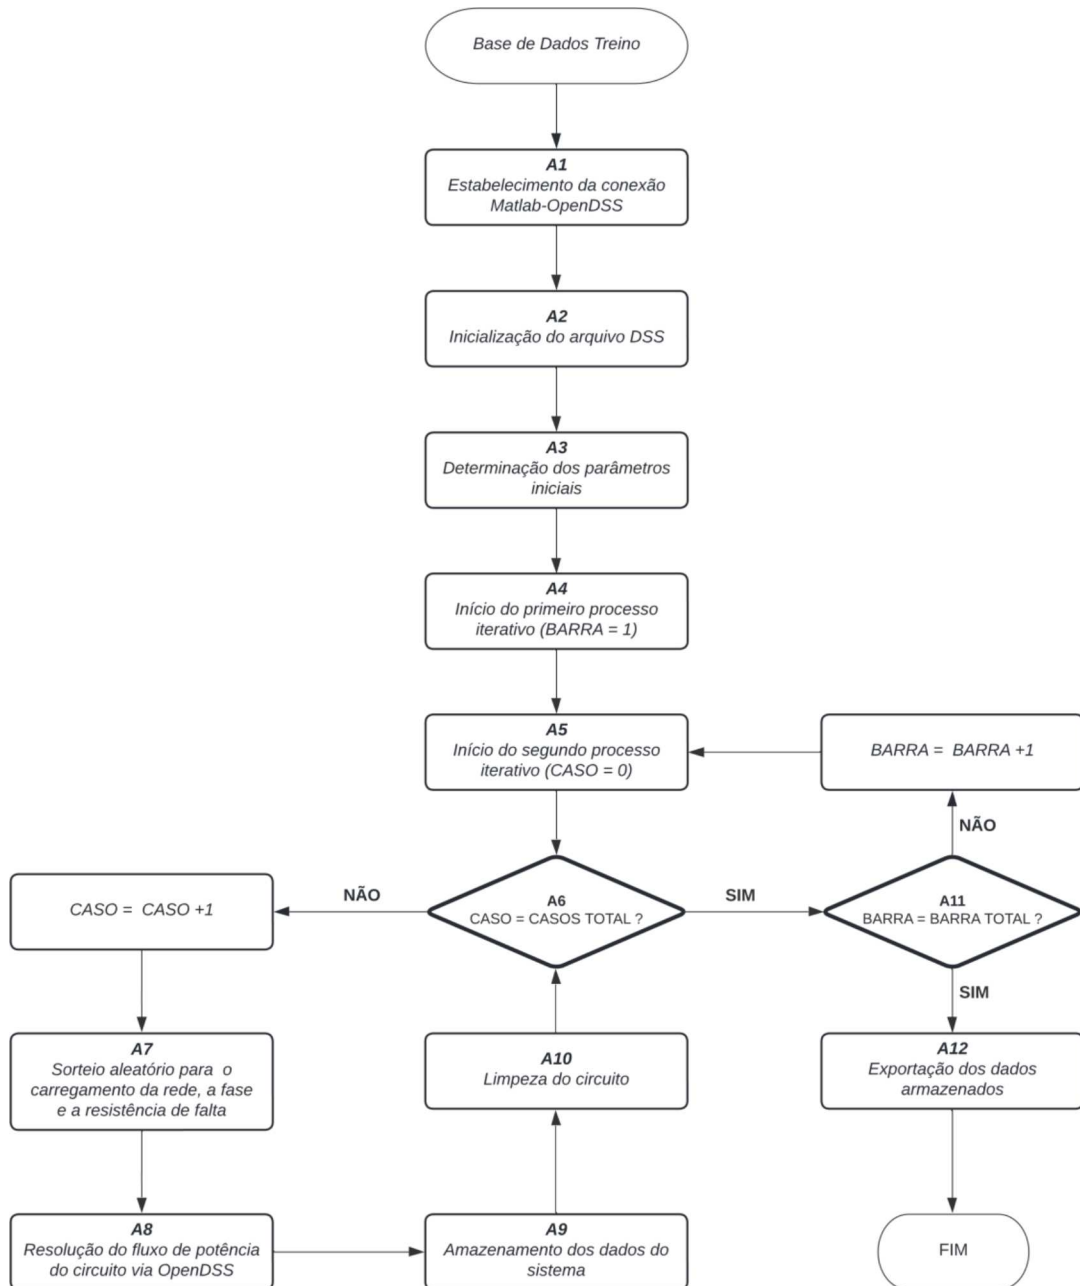 Base de Dados Treino
A1
Estabelecimento da conexão
Matlab-OpenDSS
A2
Inicialização do arquivo DSS
A3
Determinação dos parâmetros
iniciais
A4
Início do primeiro processo
iterativo (BARRA = 1)
A5
Início do segundo processo
iterativo (CASO = 0)
BARRA = BARRA +1
NÃO
CASO = CASO +1
NÃO
A6
CASO = CASOS TOTAL ?
SIM
A11
BARRA = BARRA TOTAL ?
SIM
A7
Sorteio aleatório para o
carregamento da rede, a fase
e a resistência de falta
A10
Limpeza do circuito
A12
Exportação dos dados
armazenados
A8
Resolução do fluxo de potência
do circuito via OpenDSS
A9
Amazenamento dos dados do
sistema
FIM